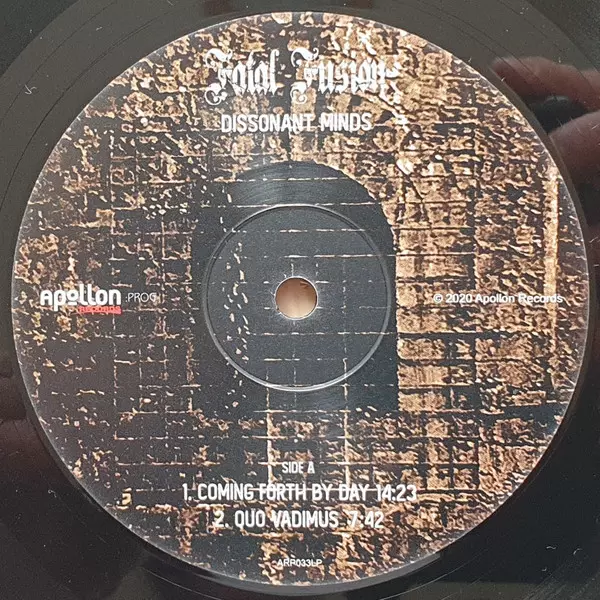 Fatal Fusion
DISSONANT MINDS
Apollon PROG
RECORDS
© 2020 Apollon Records
SIDE A
1. COMING FORTH BY DAY 14:23
2. QUO VADIMUS 7:42
ARP033LP